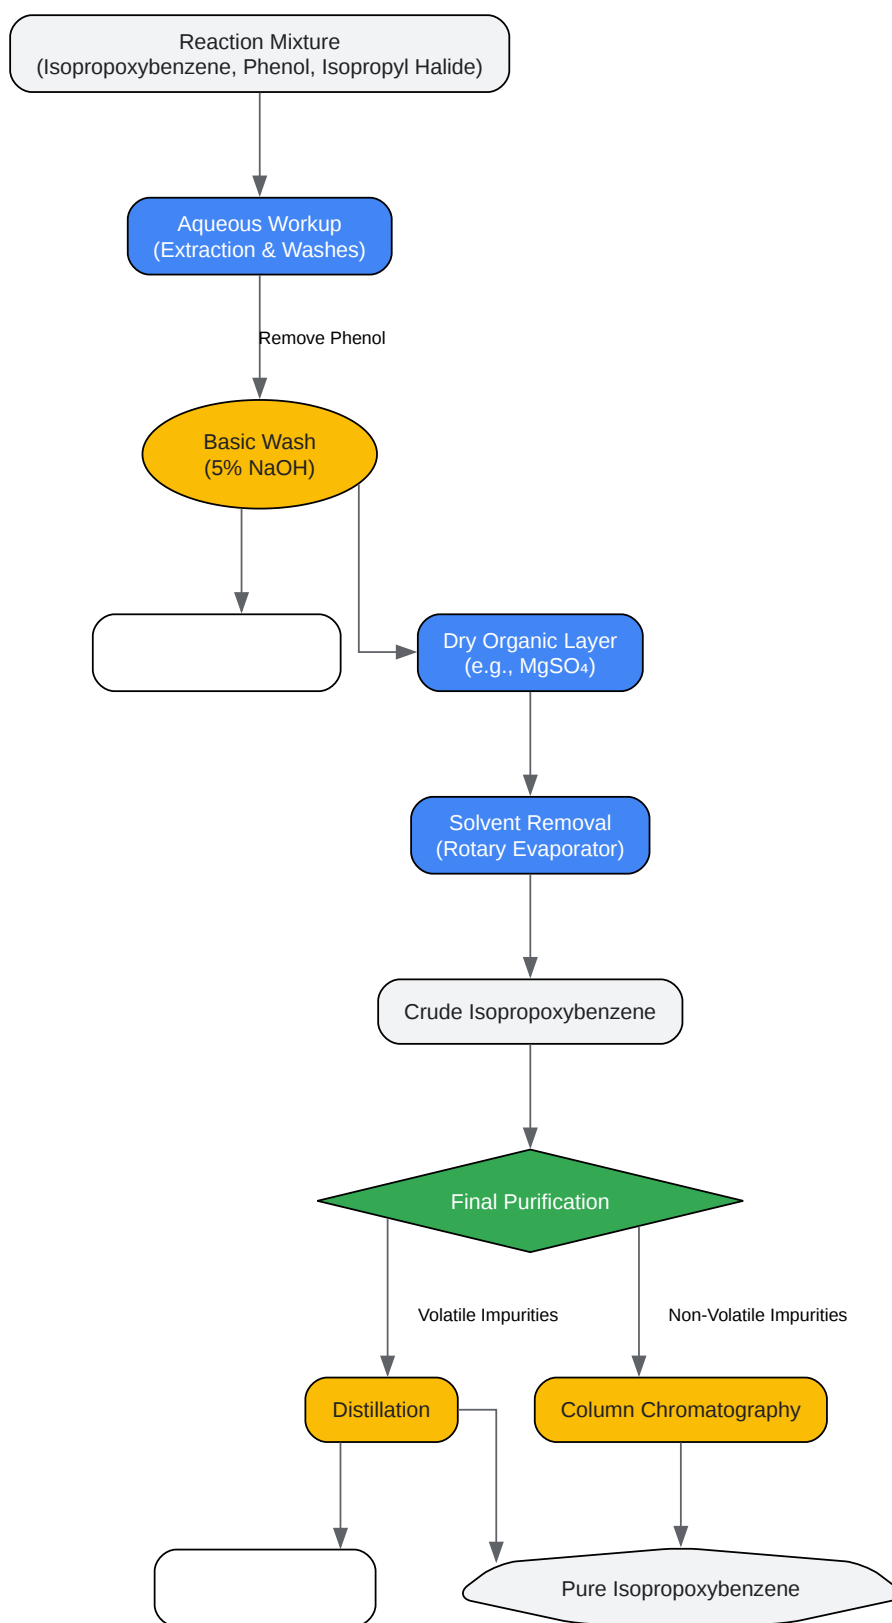 Reaction Mixture
(Isopropoxybenzene, Phenol, Isopropyl Halide)
Aqueous Workup
(Extraction & Washes)
Remove Phenol
Basic Wash
(5% NaOH)
Dry Organic Layer
(e.g., MgSO₄)
Solvent Removal
(Rotary Evaporator)
Crude Isopropoxybenzene
Final Purification
Volatile Impurities
Non-Volatile Impurities
Distillation
Column Chromatography
Pure Isopropoxybenzene